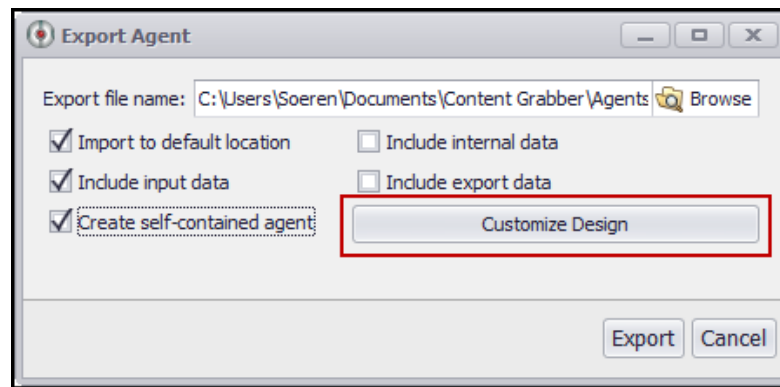 Export Agent
Export file name: C:\Users\Soeren\Documents\Content Grabber\Agents Browse
Import to default location Include internal data
Include input data Include export data
Create self-contained agent Customize Design
Export Cancel